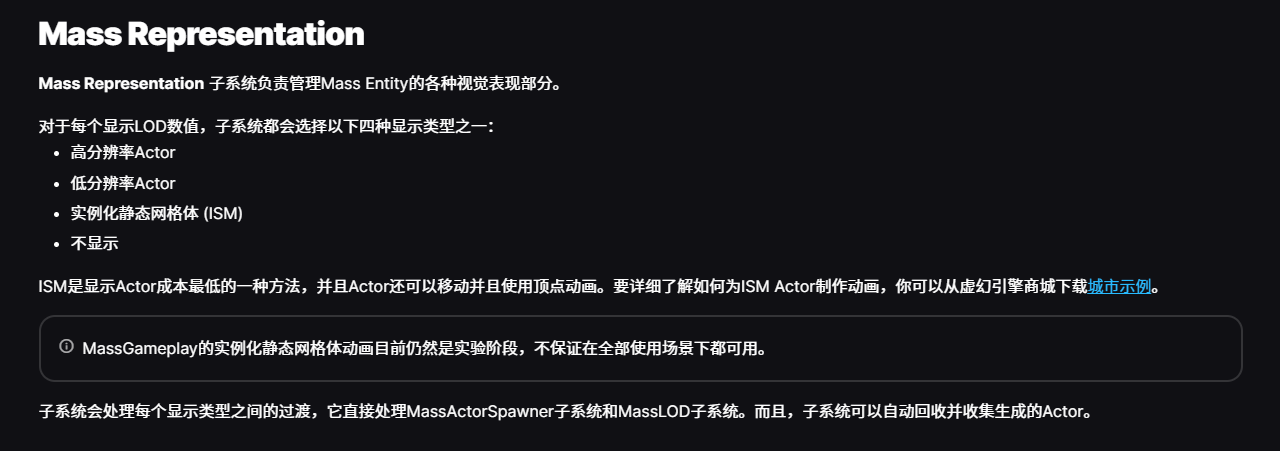 Mass Representation
Mass Representation 子系统负责管理Mass Entity的各种视觉表现部分。
对于每个显示LOD数值，子系统都会选择以下四种显示类型之一：
• 高分辨率Actor
• 低分辨率Actor
• 实例化静态网格体 (ISM)
• 不显示
ISM是显示Actor成本最低的一种方法，并且Actor还可以移动并且使用顶点动画。要详细了解如何为ISM Actor制作动画，你可以从虚幻引擎商城下载城市示例。
MassGameplay的实例化静态网格体动画目前仍然是实验阶段，不保证在全部使用场景下都可用。
子系统会处理每个显示类型之间的过渡，它直接处理MassActorSpawner子系统和MassLOD子系统。而且，子系统可以自动回收并收集生成的Actor。